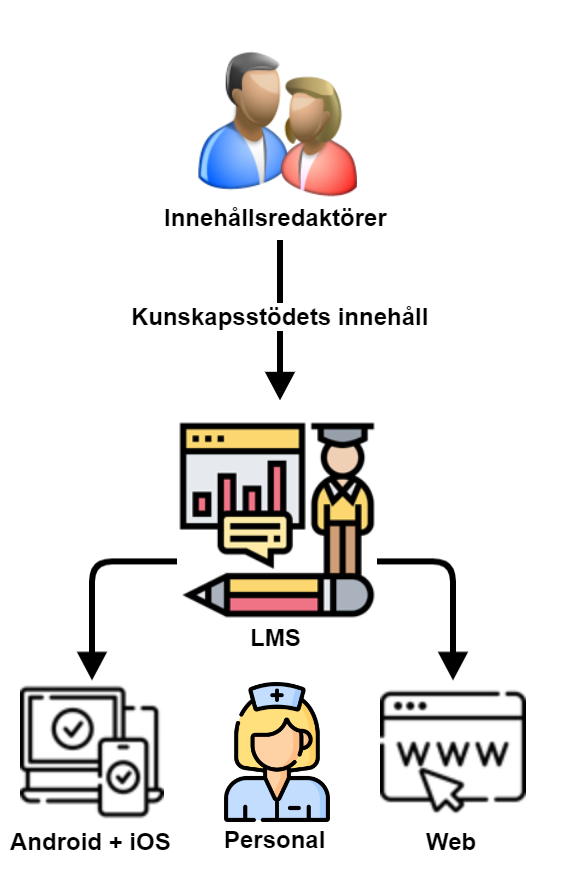 Innehållsredaktörer
Kunskapsstödets innehåll
LMS
WWW
Android + iOS
Personal
Web